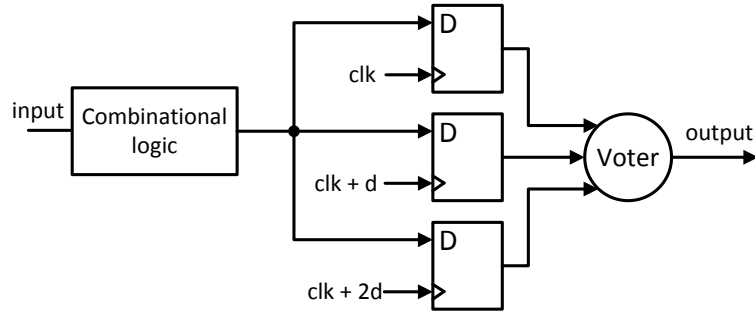 input
Combinational
logic
D
clk
D
clk + d
D
clk + 2d
Voter
output